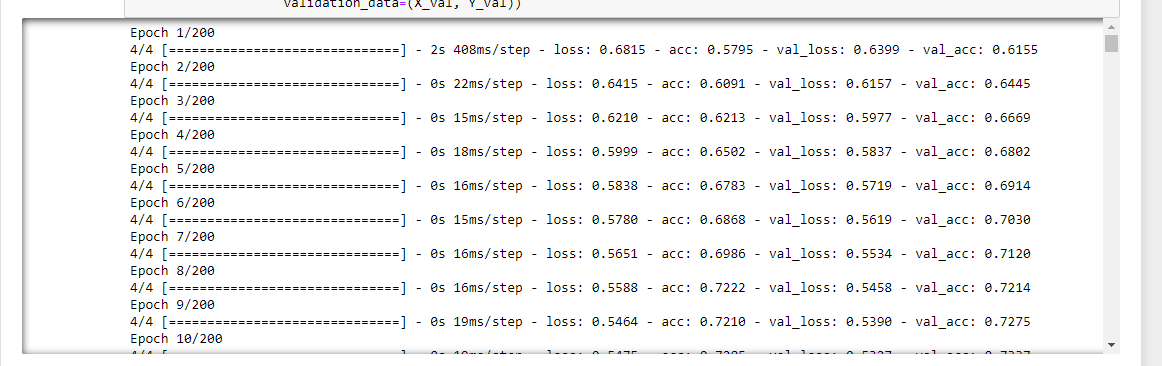 validation_data=(X_val, Y_val))
Epoch 1/200
4/4 [==============================] - 2s 408ms/step - loss: 0.6815 - acc: 0.5795 - val_loss: 0.6399 - val_acc: 0.6155
Epoch 2/200
4/4 [==============================] - 0s 22ms/step - loss: 0.6415 - acc: 0.6091 - val_loss: 0.6157 - val_acc: 0.6445
Epoch 3/200
4/4 [==============================] - 0s 15ms/step - loss: 0.6210 - acc: 0.6213 - val_loss: 0.5977 - val_acc: 0.6669
Epoch 4/200
4/4 [==============================] - 0s 18ms/step - loss: 0.5999 - acc: 0.6502 - val_loss: 0.5837 - val_acc: 0.6802
Epoch 5/200
4/4 [==============================] - 0s 16ms/step - loss: 0.5838 - acc: 0.6783 - val_loss: 0.5719 - val_acc: 0.6914
Epoch 6/200
4/4 [==============================] - 0s 15ms/step - loss: 0.5780 - acc: 0.6868 - val_loss: 0.5619 - val_acc: 0.7030
Epoch 7/200
4/4 [==============================] - 0s 16ms/step - loss: 0.5651 - acc: 0.6986 - val_loss: 0.5534 - val_acc: 0.7120
Epoch 8/200
4/4 [==============================] - 0s 16ms/step - loss: 0.5588 - acc: 0.7222 - val_loss: 0.5458 - val_acc: 0.7214
Epoch 9/200
4/4 [==============================] - 0s 19ms/step - loss: 0.5464 - acc: 0.7210 - val_loss: 0.5390 - val_acc: 0.7275
Epoch 10/200